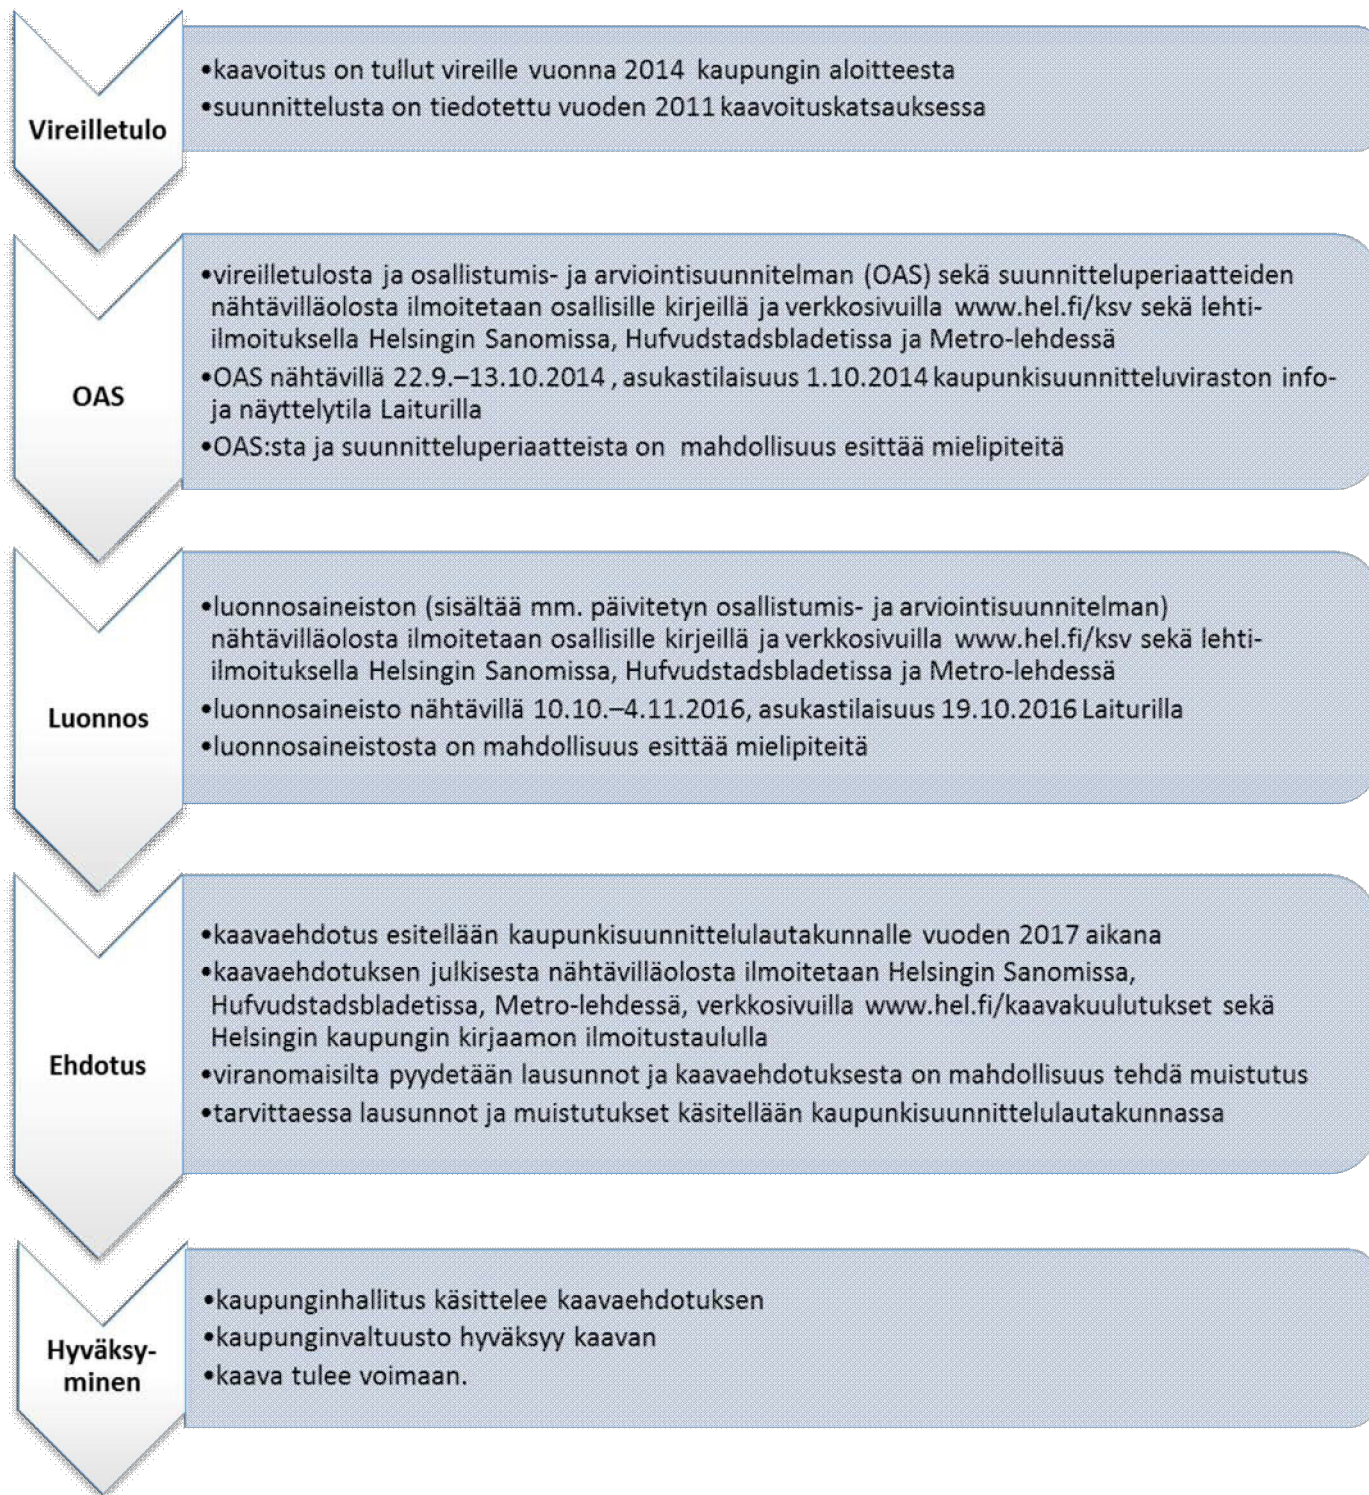 Vireilletulo
•kaavoitus on tullut vireille vuonna 2014 kaupungin aloitteesta
•suunnittelusta on tiedotettu vuoden 2011 kaavoituskatsauksessa
OAS
•vireilletulosta ja osallistumis- ja arviointisuunnitelman (OAS) sekä suunnitteluperiaatteiden
nähtävilläolosta ilmoitetaan osallisille kirjeillä ja verkkosivuilla www.hel.fi/ksv sekä lehti-
ilmoituksella Helsingin Sanomissa, Hufvudstadsbladetissa ja Metro-lehdessä
•OAS nähtävillä 22.9.–13.10.2014 , asukastilaisuus 1.10.2014 kaupunkisuunnitteluviraston info-
ja näyttelytila Laiturilla
•OAS:sta ja suunnitteluperiaatteista on mahdollisuus esittää mielipiteitä
Luonnos
•luonnosaineiston (sisältää mm. päivitetyn osallistumis- ja arviointisuunnitelman)
nähtävilläolosta ilmoitetaan osallisille kirjeillä ja verkkosivuilla www.hel.fi/ksv sekä lehti-
ilmoituksella Helsingin Sanomissa, Hufvudstadsbladetissa ja Metro-lehdessä
•luonnosaineisto nähtävillä 10.10.–4.11.2016, asukastilaisuus 19.10.2016 Laiturilla
•luonnosaineistosta on mahdollisuus esittää mielipiteitä
Ehdotus
•kaavaehdotus esitellään kaupunkisuunnittelulautakunnalle vuoden 2017 aikana
•kaavaehdotuksen julkisesta nähtävilläolosta ilmoitetaan Helsingin Sanomissa,
Hufvudstadsbladetissa, Metro-lehdessä, verkkosivuilla www.hel.fi/kaavakuulutukset sekä
Helsingin kaupungin kirjaamon ilmoitustaululla
•viranomaisilta pyydetään lausunnot ja kaavaehdotuksesta on mahdollisuus tehdä muistutus
•tarvittaessa lausunnot ja muistutukset käsitellään kaupunkisuunnittelulautakunnassa
Hyväksy-
minen
•kaupunginhallitus käsittelee kaavaehdotuksen
•kaupunginvaltuusto hyväksyy kaavan
•kaava tulee voimaan.